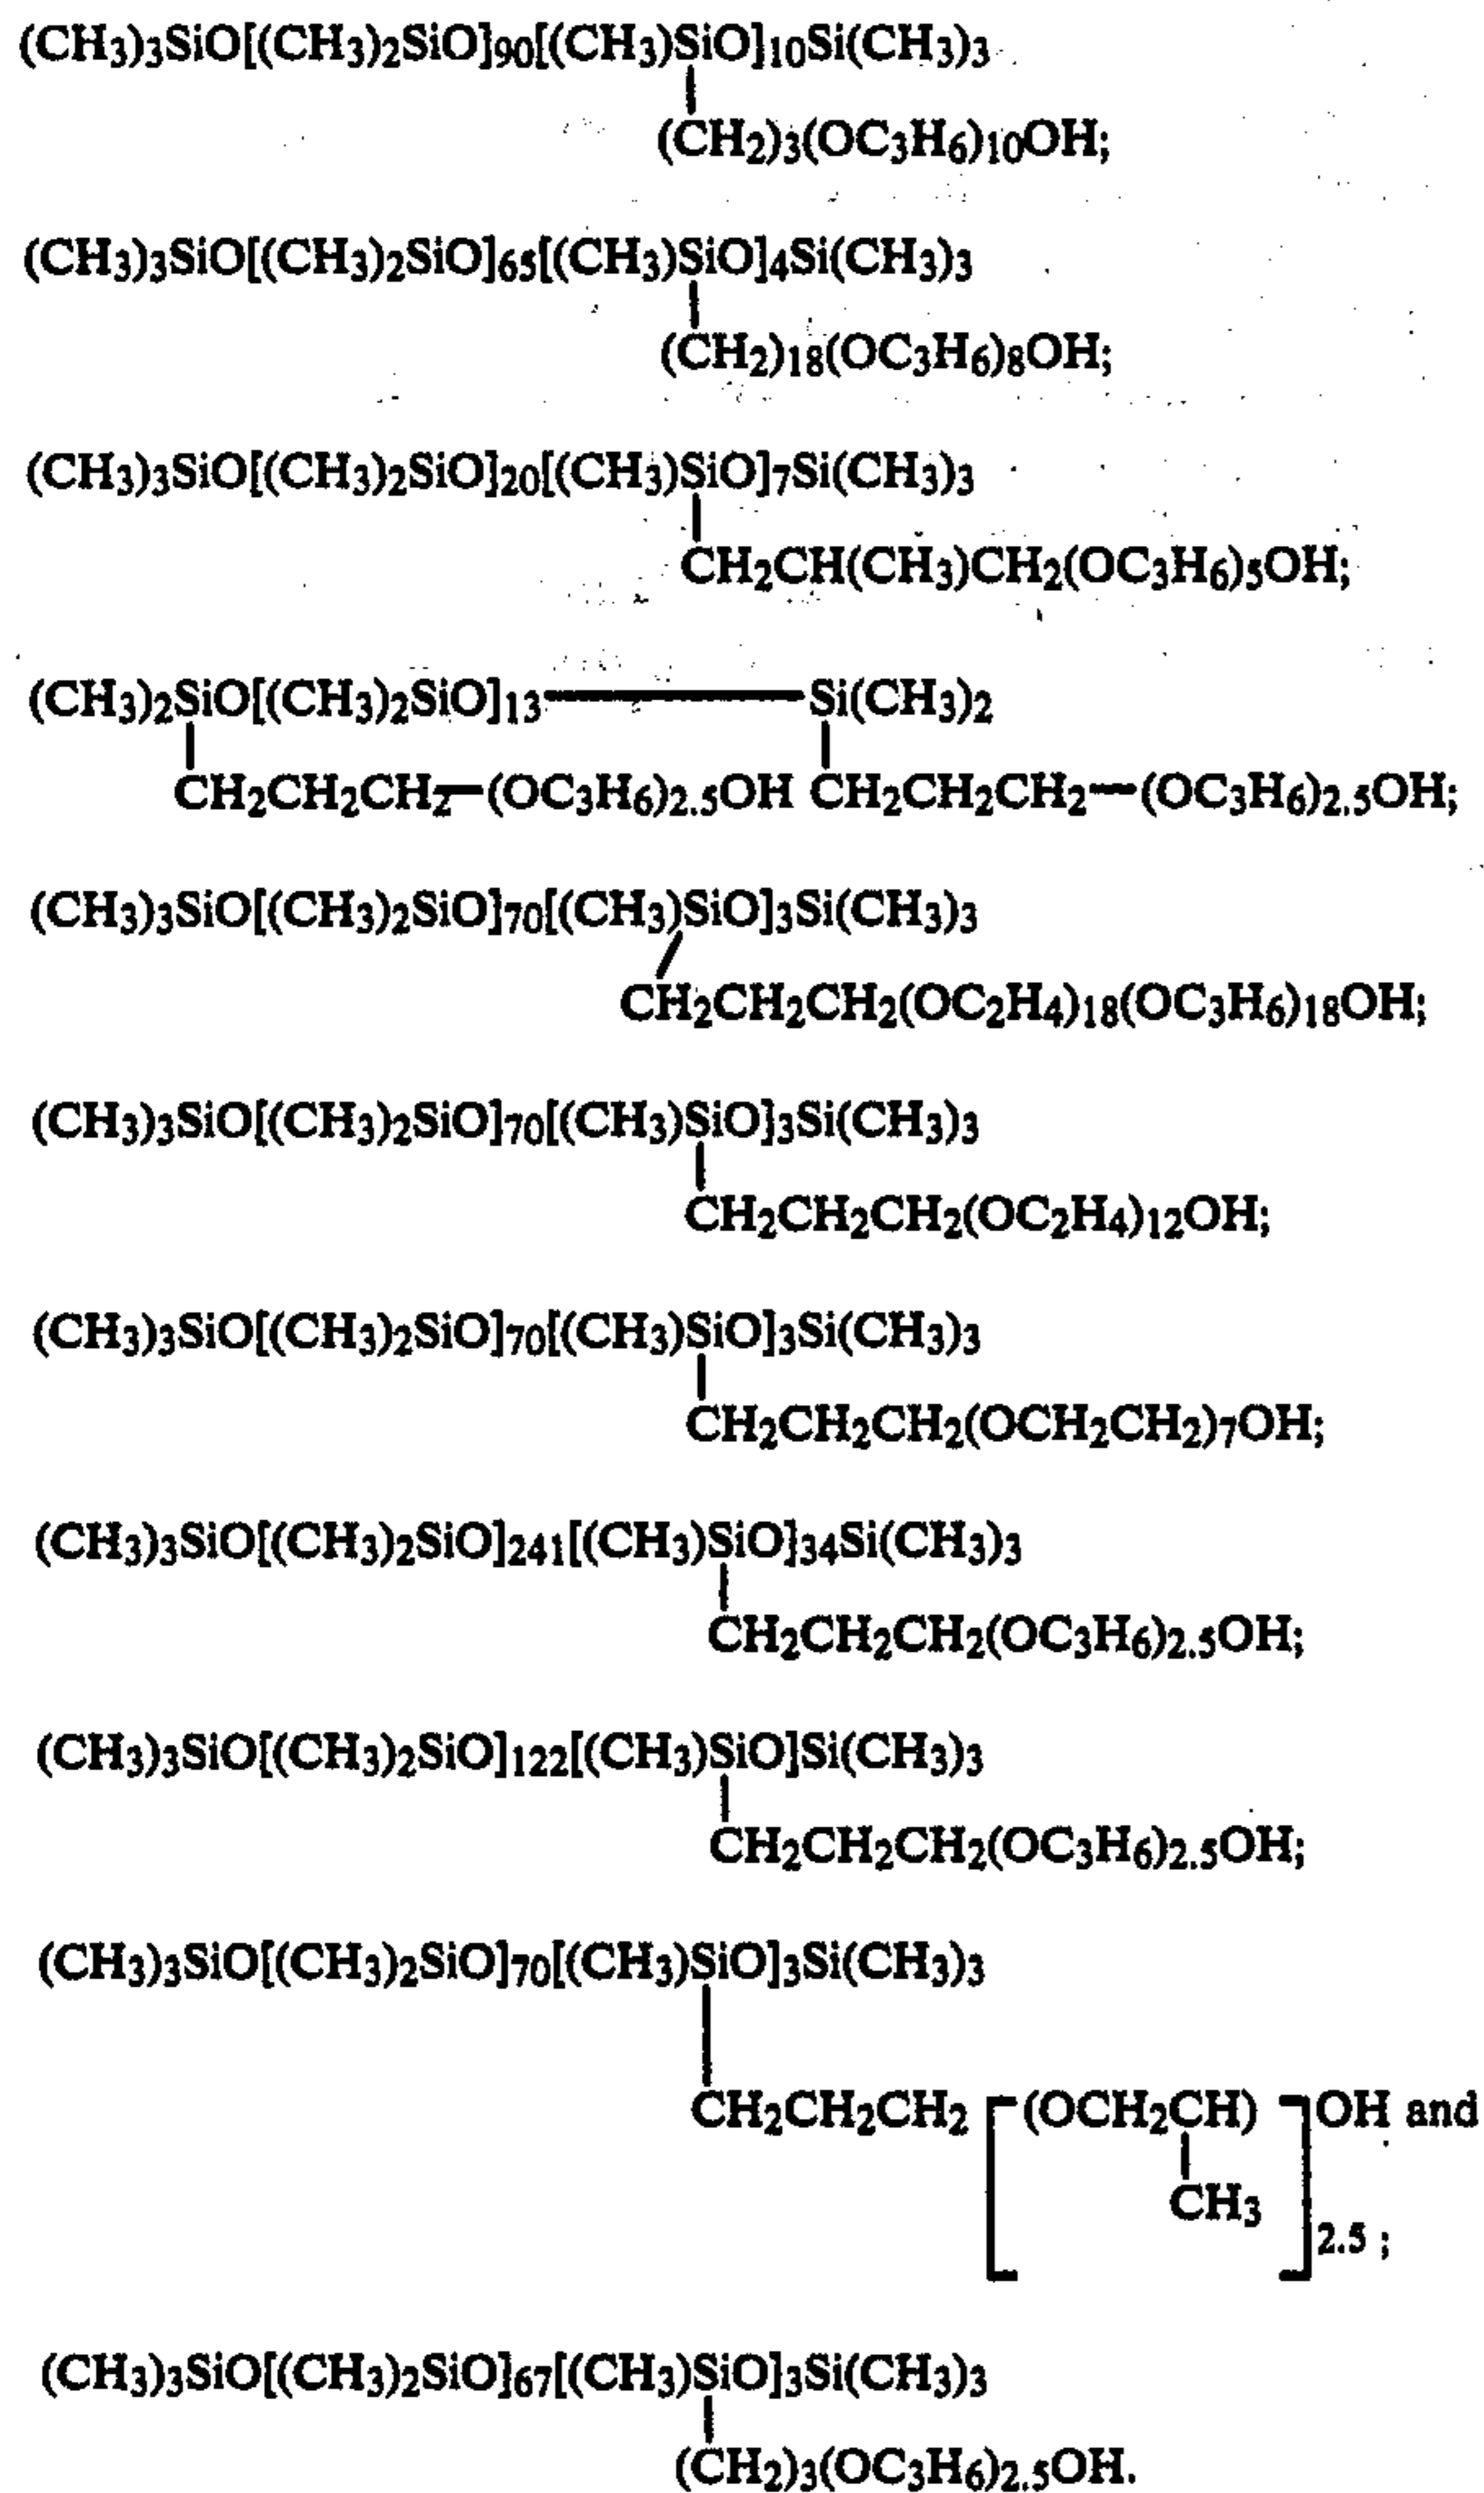 (CH3)3SiO[(CH3)2SiO]90[(CH3)SiO]10Si(CH3)3
(CH2)3(OC3H6)10OH;
(CH3)3SiO[(CH3)2SiO]65[(CH3)SiO]4Si(CH3)3
(CH2)18(OC3H6)8OH;
(CH3)3SiO[(CH3)2SiO]20[(CH3)SiO]7Si(CH3)3
CH2CH(CH3)CH2(OC3H6)5OH;
(CH3)2SiO[(CH3)2SiO]13—Si(CH3)2
CH2CH2CH2—(OC3H6)2.5OH CH2CH2CH2—(OC3H6)2.5OH;
(CH3)3SiO[(CH3)2SiO]70[(CH3)SiO]3Si(CH3)3
CH2CH2CH2(OC2H4)18(OC3H6)18OH;
(CH3)3SiO[(CH3)2SiO]70[(CH3)SiO]3Si(CH3)3
CH2CH2CH2(OC2H4)12OH;
(CH3)3SiO[(CH3)2SiO]70[(CH3)SiO]3Si(CH3)3
CH2CH2CH2(OCH2CH2)7OH;
(CH3)3SiO[(CH3)2SiO]241[(CH3)SiO]34Si(CH3)3
CH2CH2CH2(OC3H6)2.5OH;
(CH3)3SiO[(CH3)2SiO]122[(CH3)SiO]Si(CH3)3
CH2CH2CH2(OC3H6)2.5OH;
(CH3)3SiO[(CH3)2SiO]70[(CH3)SiO]3Si(CH3)3
CH2CH2CH2[(OCH2CH)]OH and
CH3
2.5 ;
(CH3)3SiO[(CH3)2SiO]67[(CH3)SiO]3Si(CH3)3
(CH2)3(OC3H6)2.5OH.